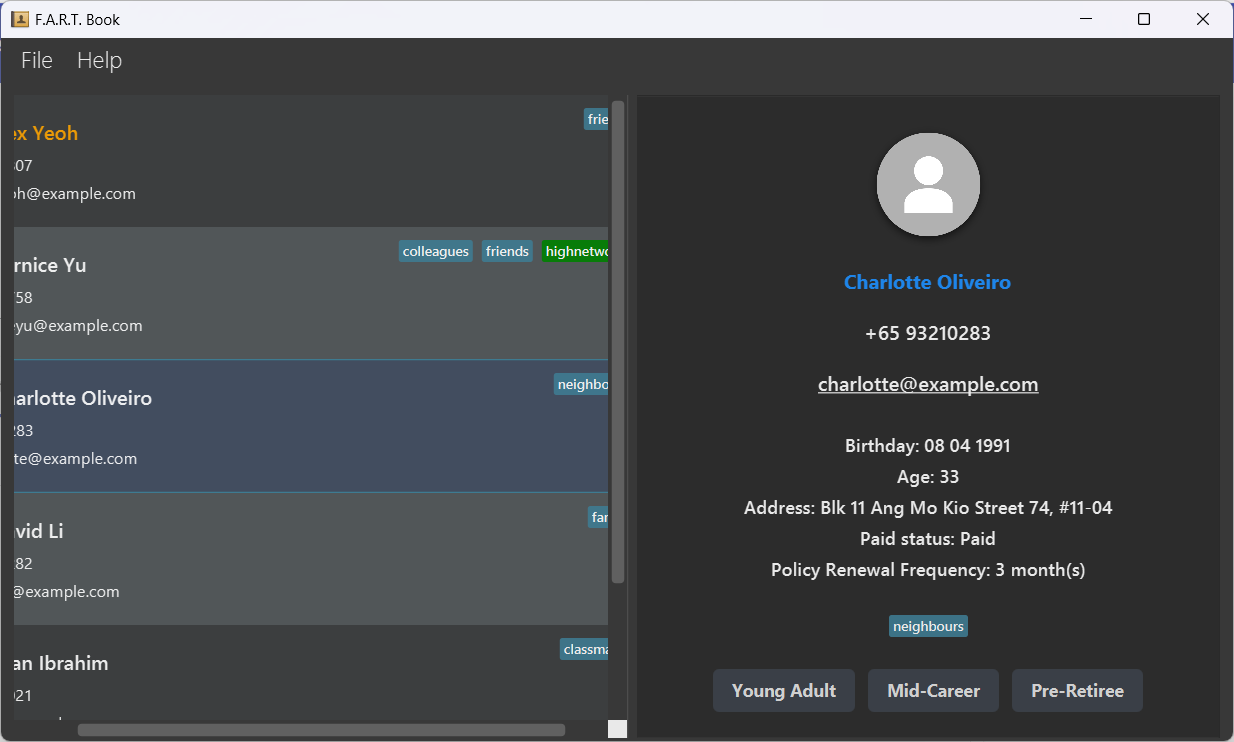 F.A.R.T. Book
File Help
ex Yeoh
frie
07
oh@example.com
rnice Yu
colleagues friends highnetwo
58
eyu@example.com
arlotte Oliveiro
neighbo
283
te@example.com
vid Li
far
82
@example.com
an Ibrahim
classma
021
Charlotte Oliveiro
+65 93210283
charlotte@example.com
Birthday: 08 04 1991
Age: 33
Address: Blk 11 Ang Mo Kio Street 74, #11-04
Paid status: Paid
Policy Renewal Frequency: 3 month(s)
neighbours
Young Adult Mid-Career Pre-Retiree